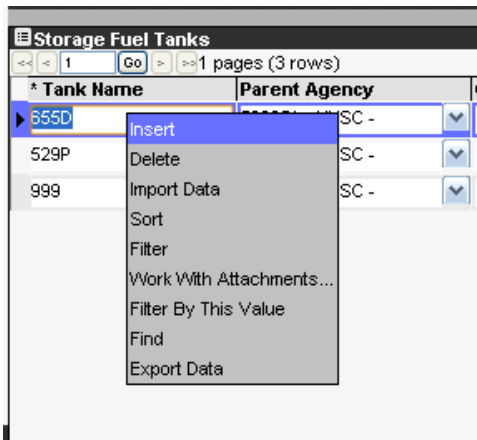 Storage Fuel Tanks
<< < 1 Go > >> 1 pages (3 rows)
* Tank Name Parent Agency
655D SC -
529P SC -
999 SC -
Insert
Delete
Import Data
Sort
Filter
Work With Attachments...
Filter By This Value
Find
Export Data